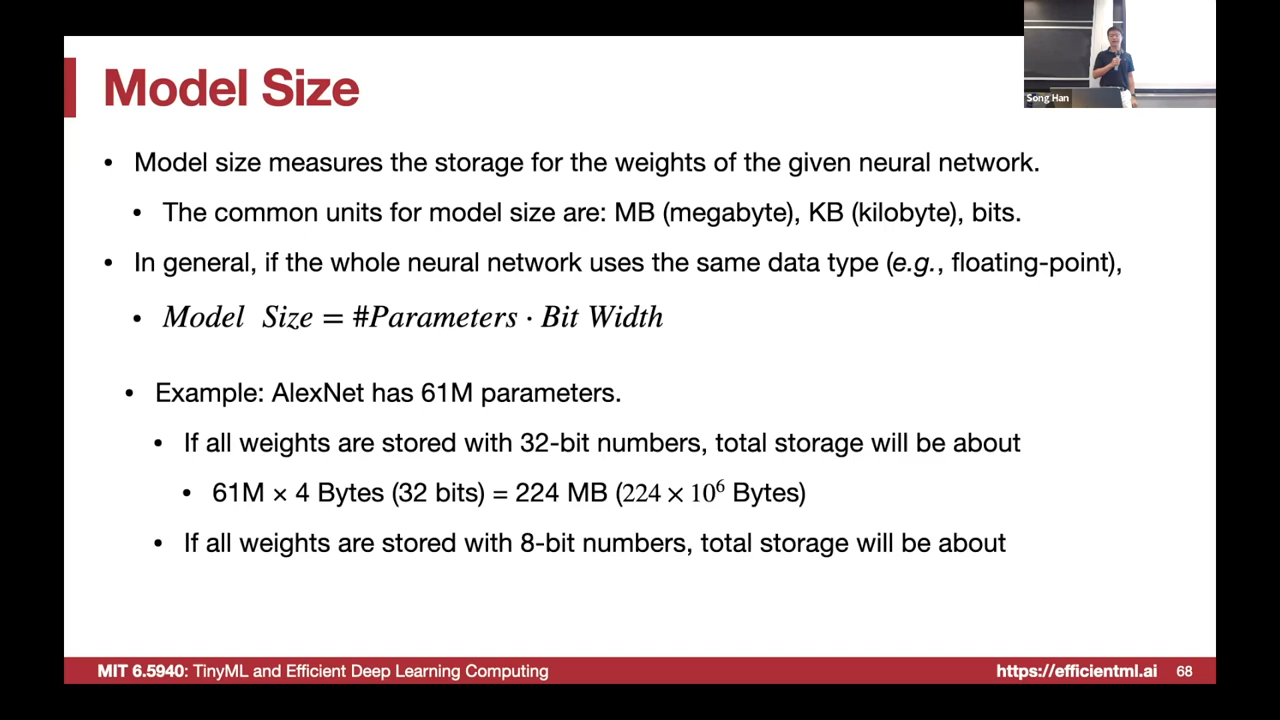 Song Han
Model Size
• Model size measures the storage for the weights of the given neural network.
• The common units for model size are: MB (megabyte), KB (kilobyte), bits.
• In general, if the whole neural network uses the same data type (e.g., floating-point),
• Model Size = #Parameters · Bit Width
• Example: AlexNet has 61M parameters.
• If all weights are stored with 32-bit numbers, total storage will be about
• 61M × 4 Bytes (32 bits) = 224 MB (224 × 10⁶ Bytes)
• If all weights are stored with 8-bit numbers, total storage will be about
MIT 6.5940: TinyML and Efficient Deep Learning Computing
https://efficientml.ai
68